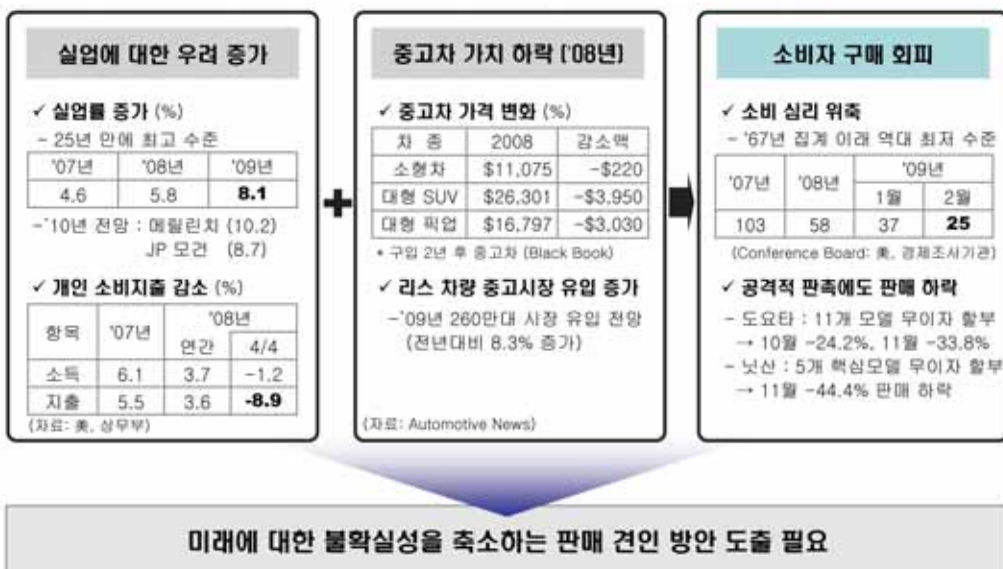 실업에 대한 우려 증가
✓ 실업률 증가 (%)
- 25년 만에 최고 수준
'07년 '08년 '09년
4.6 5.8 8.1
-'10년 전망 : 메릴린치 (10.2)
JP 모건 (8.7)
✓ 개인 소비지출 감소 (%)
항목 '07년 '08년
연간 4/4
소득 6.1 3.7 -1.2
지출 5.5 3.6 -8.9
(자료: 美, 상무부)
중고차 가치 하락 ('08년)
✓ 중고차 가격 변화 (%)
차 종 2008 감소액
소형차 $11,075 -$220
대형 SUV $26,301 -$3,950
대형 픽업 $16,797 -$3,030
* 구입 2년 후 중고차 (Black Book)
✓ 리스 차량 중고시장 유입 증가
-'09년 260만대 시장 유입 전망
(전년대비 8.3% 증가)
(자료: Automotive News)
소비자 구매 회피
✓ 소비 심리 위축
- '67년 집계 이래 역대 최저 수준
'07년 '08년 '09년
1월 2월
103 58 37 25
(Conference Board: 美, 경제조사기관)
✓ 공격적 판촉에도 판매 하락
- 도요타 : 11개 모델 무이자 할부
→ 10월 -24.2%, 11월 -33.8%
- 닛산 : 5개 핵심모델 무이자 할부
→ 11월 -44.4% 판매 하락
미래에 대한 불확실성을 축소하는 판매 견인 방안 도출 필요